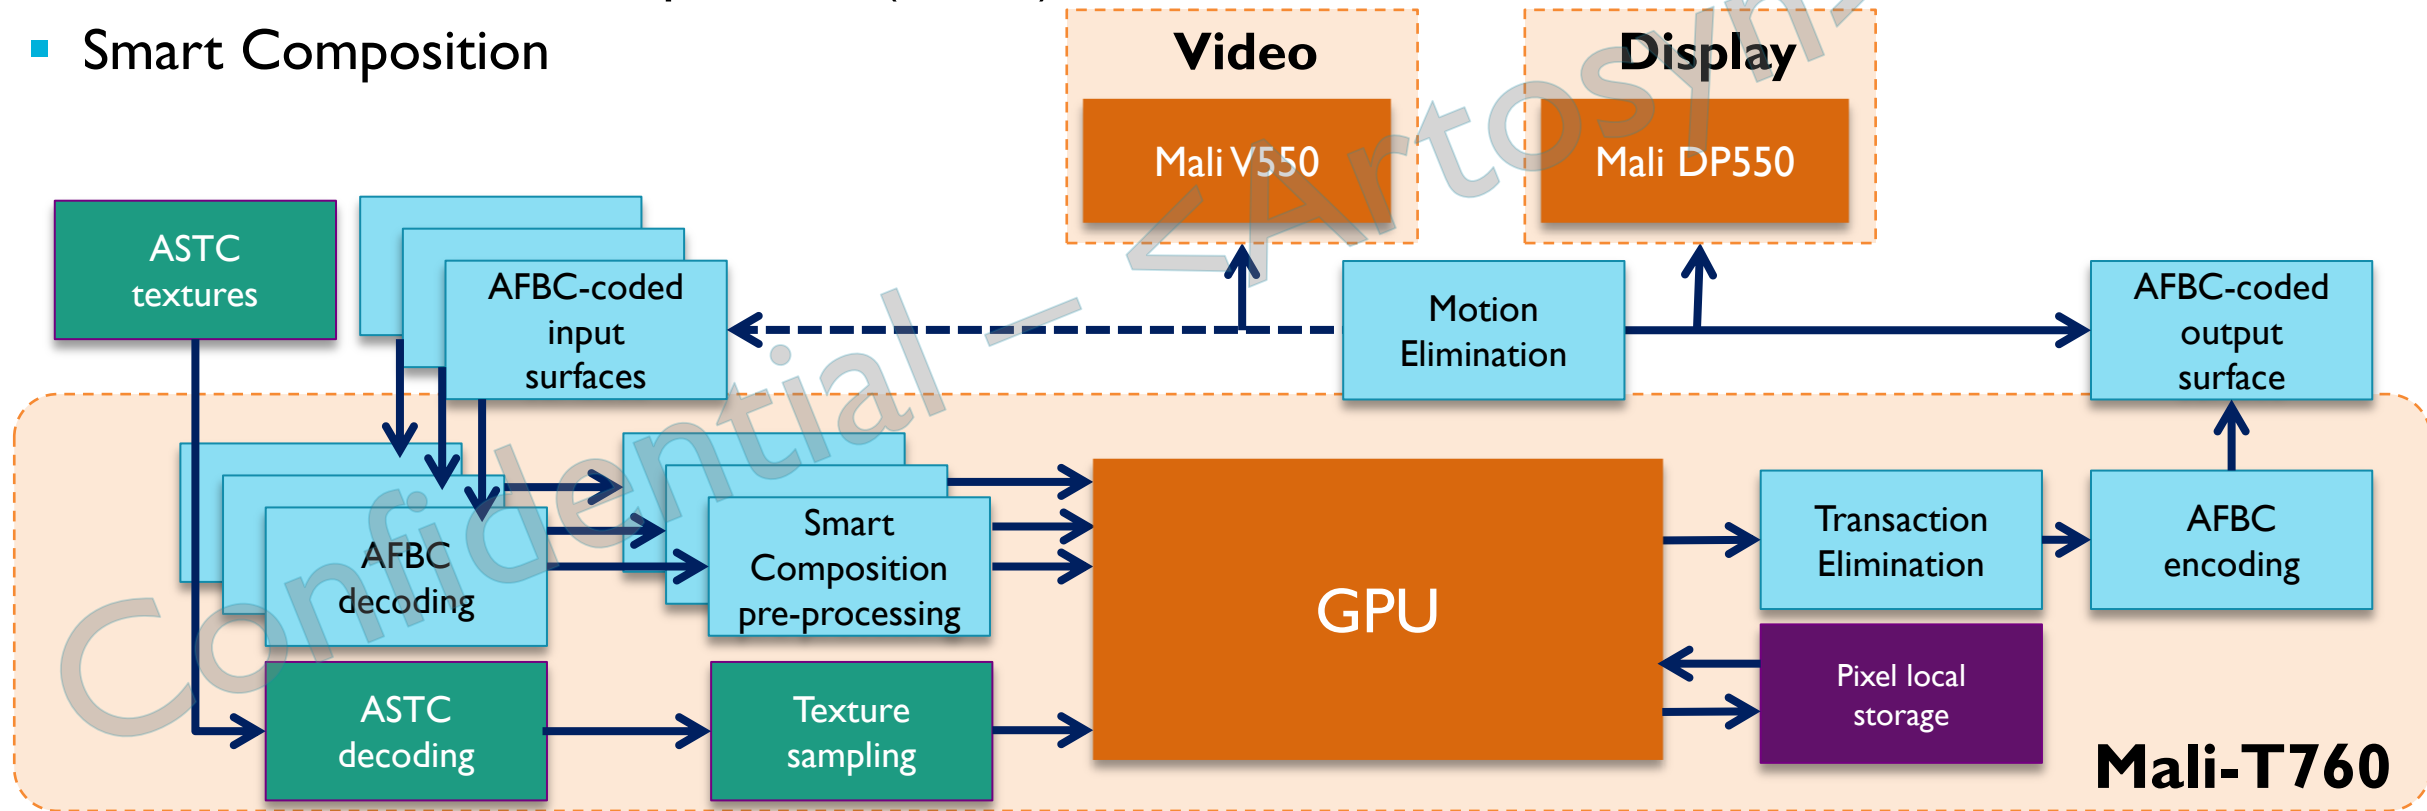 Smart Composition
Video
Display
Mali V550
Mali DP550
ASTC
textures
AFBC-coded
input
surfaces
Motion
Elimination
AFBC-coded
output
surface
AFBC
decoding
Smart
Composition
pre-processing
GPU
Transaction
Elimination
AFBC
encoding
ASTC
decoding
Texture
sampling
Pixel local
storage
Mali-T760
Confidential – <Artosyn